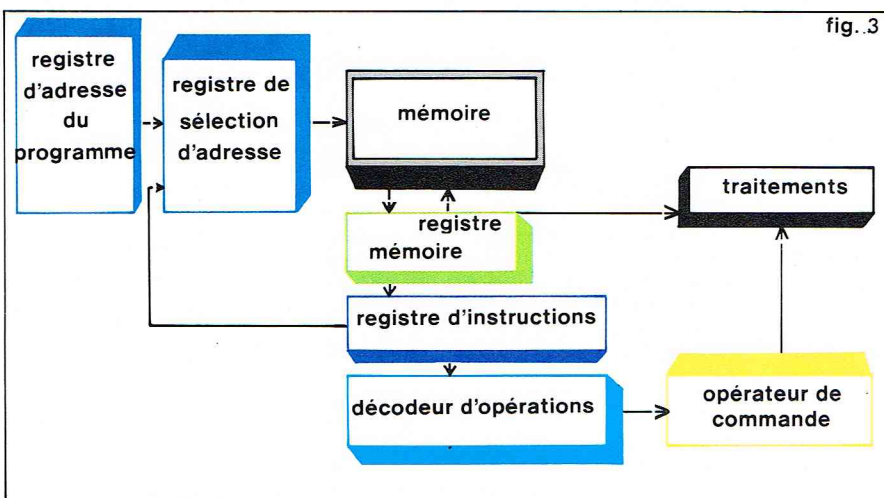 fig. 3
registre
d'adresse
du
programme
registre de
sélection
d'adresse
mémoire
traitements
registre
mémoire
registre d'instructions
décodeur d'opérations
opérateur de
commande